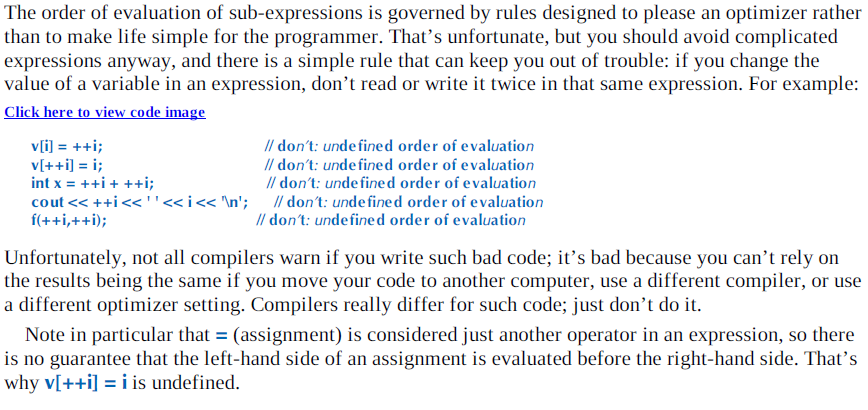 The order of evaluation of sub-expressions is governed by rules designed to please an optimizer rather
than to make life simple for the programmer. That’s unfortunate, but you should avoid complicated
expressions anyway, and there is a simple rule that can keep you out of trouble: if you change the
value of a variable in an expression, don’t read or write it twice in that same expression. For example:
Click here to view code image
v[i] = ++i; // don’t: undefined order of evaluation
v[++i] = i; // don’t: undefined order of evaluation
int x = ++i + ++i; // don’t: undefined order of evaluation
cout << ++i << ' ' << i << '\n'; // don’t: undefined order of evaluation
f(++i,++i); // don’t: undefined order of evaluation
Unfortunately, not all compilers warn if you write such bad code; it’s bad because you can’t rely on
the results being the same if you move your code to another computer, use a different compiler, or use
a different optimizer setting. Compilers really differ for such code; just don’t do it.
Note in particular that = (assignment) is considered just another operator in an expression, so there
is no guarantee that the left-hand side of an assignment is evaluated before the right-hand side. That’s
why v[++i] = i is undefined.